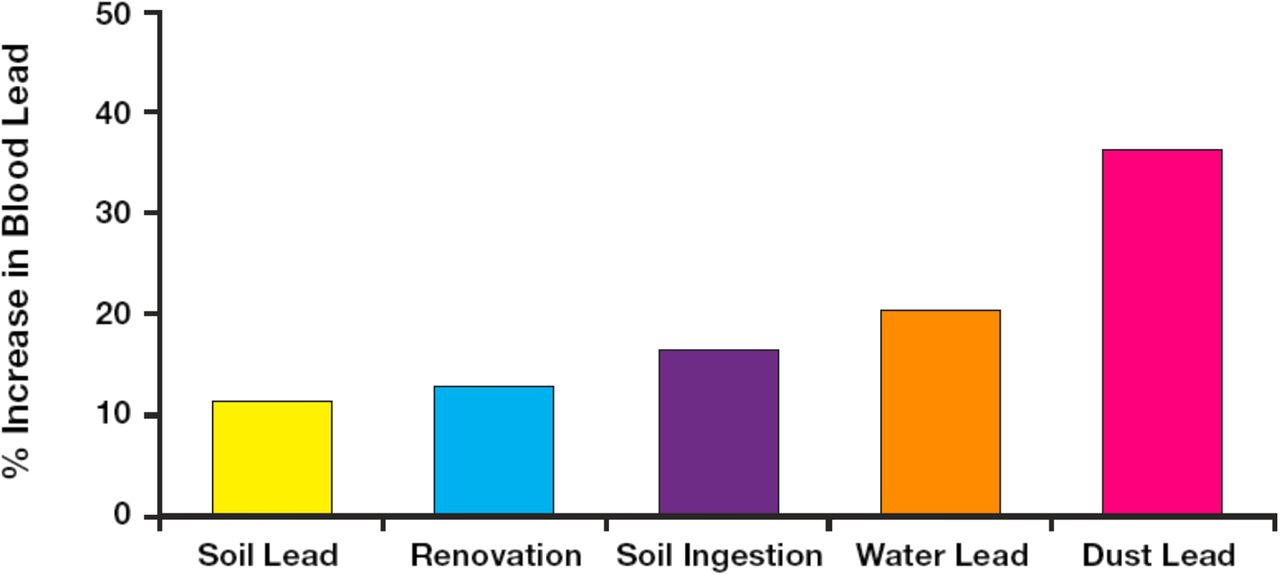 % Increase in Blood Lead
50
40
30
20
10
0
Soil Lead
Renovation
Soil Ingestion
Water Lead
Dust Lead